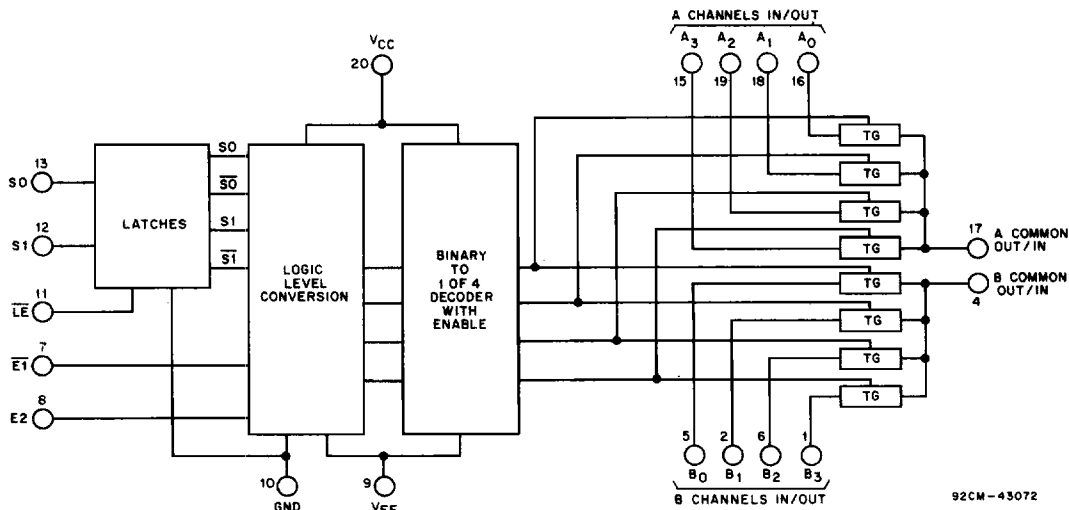 A CHANNELS IN/OUT
A3 A2 A1 A0
15 19 18 16
VCC
20
TG
TG
TG
TG
TG
TG
TG
TG
13
S0
12
S1
11
LE
7
E1
8
E2
LATCHES
S0
S0
S1
S1
LOGIC
LEVEL
CONVERSION
BINARY
TO
1 OF 4
DECODER
WITH
ENABLE
17
A COMMON
OUT/IN
B COMMON
OUT/IN
4
10
GND
9
VEE
5 2 6 1
B0 B1 B2 B3
B CHANNELS IN/OUT
92CM-43072